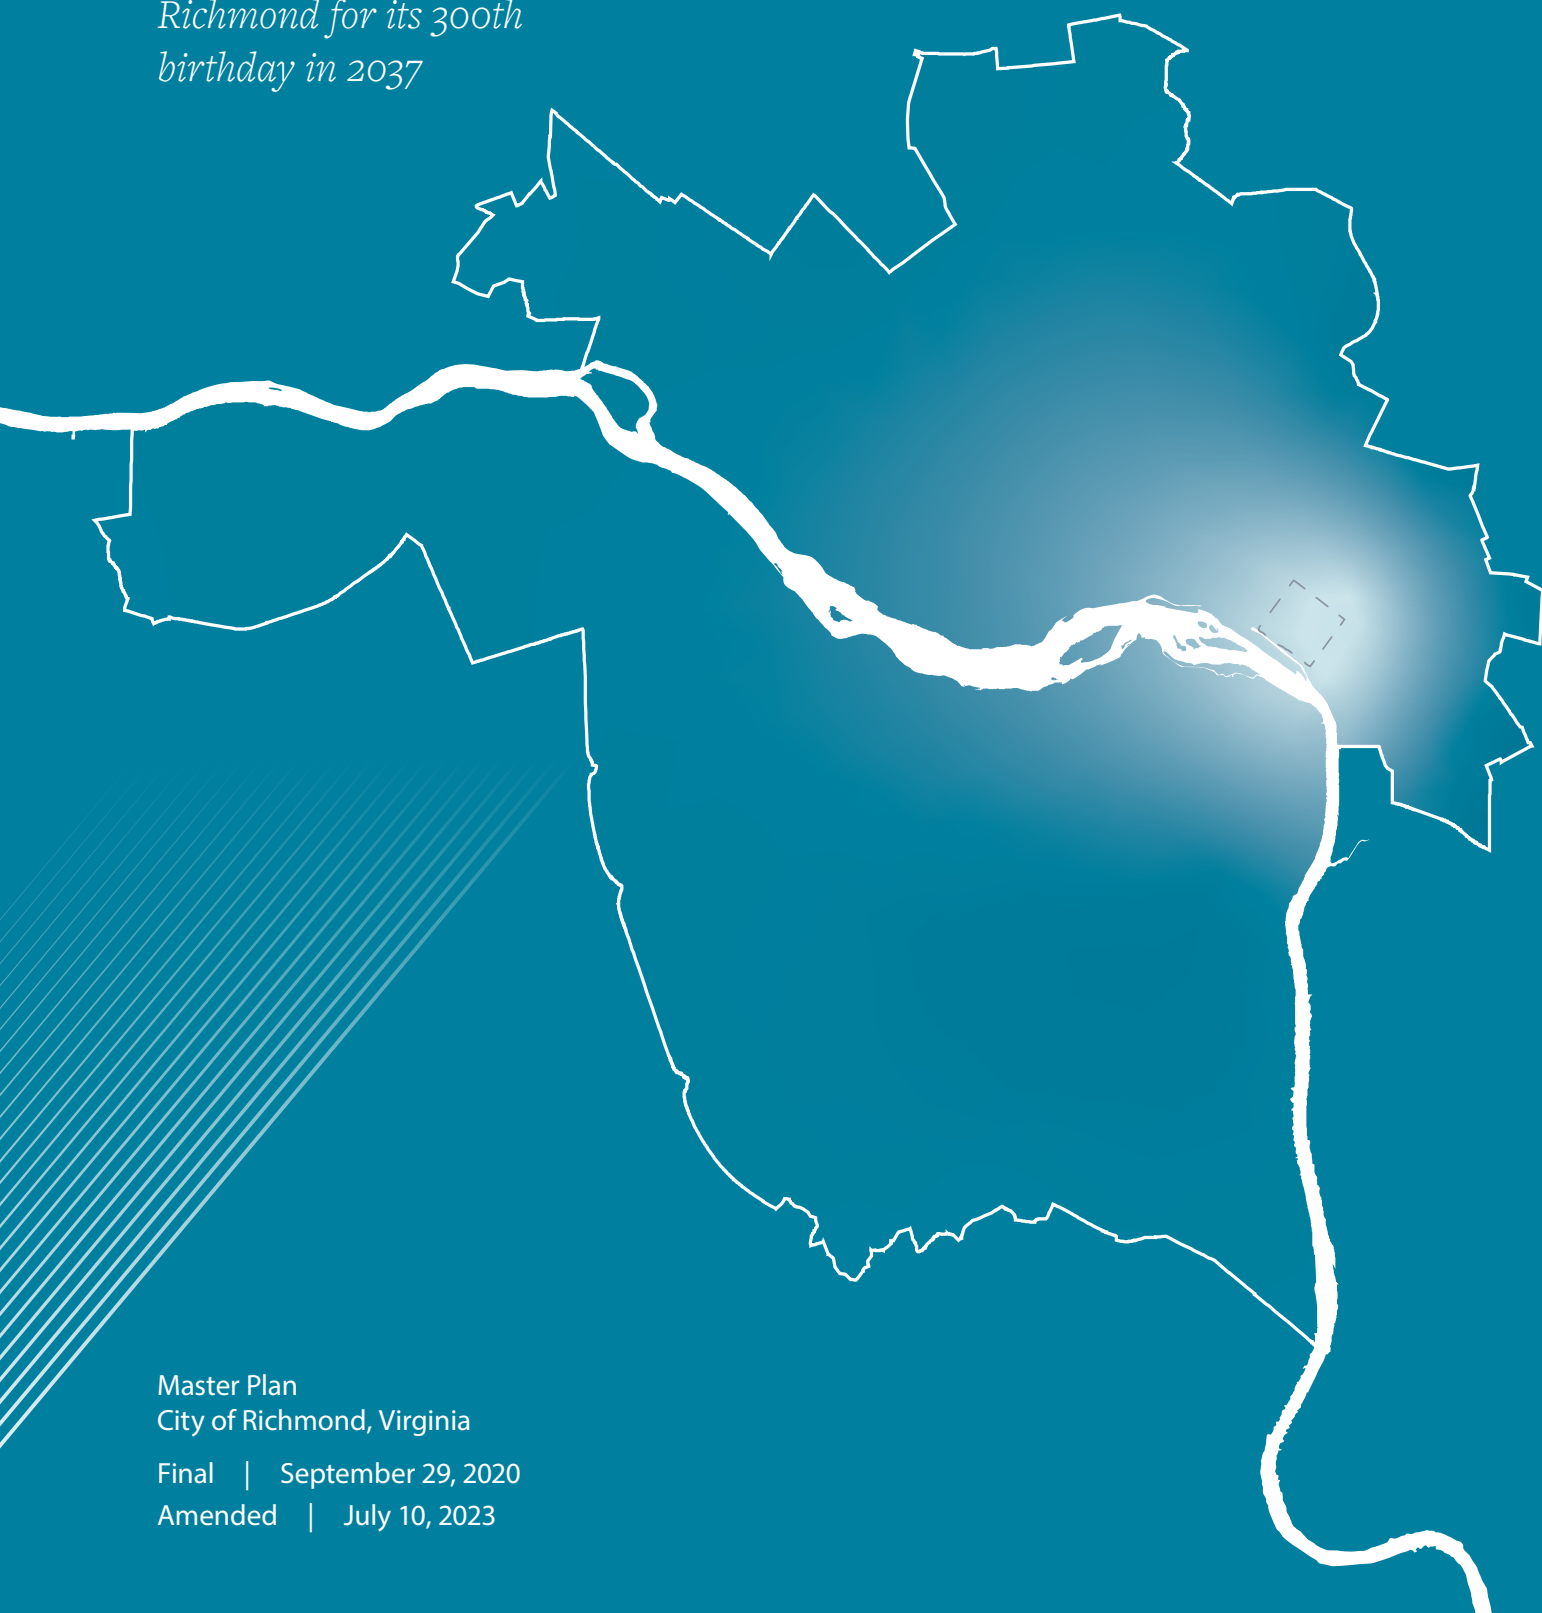 Richmond for its 300th
birthday in 2037
Master Plan
City of Richmond, Virginia
Final | September 29, 2020
Amended | July 10, 2023